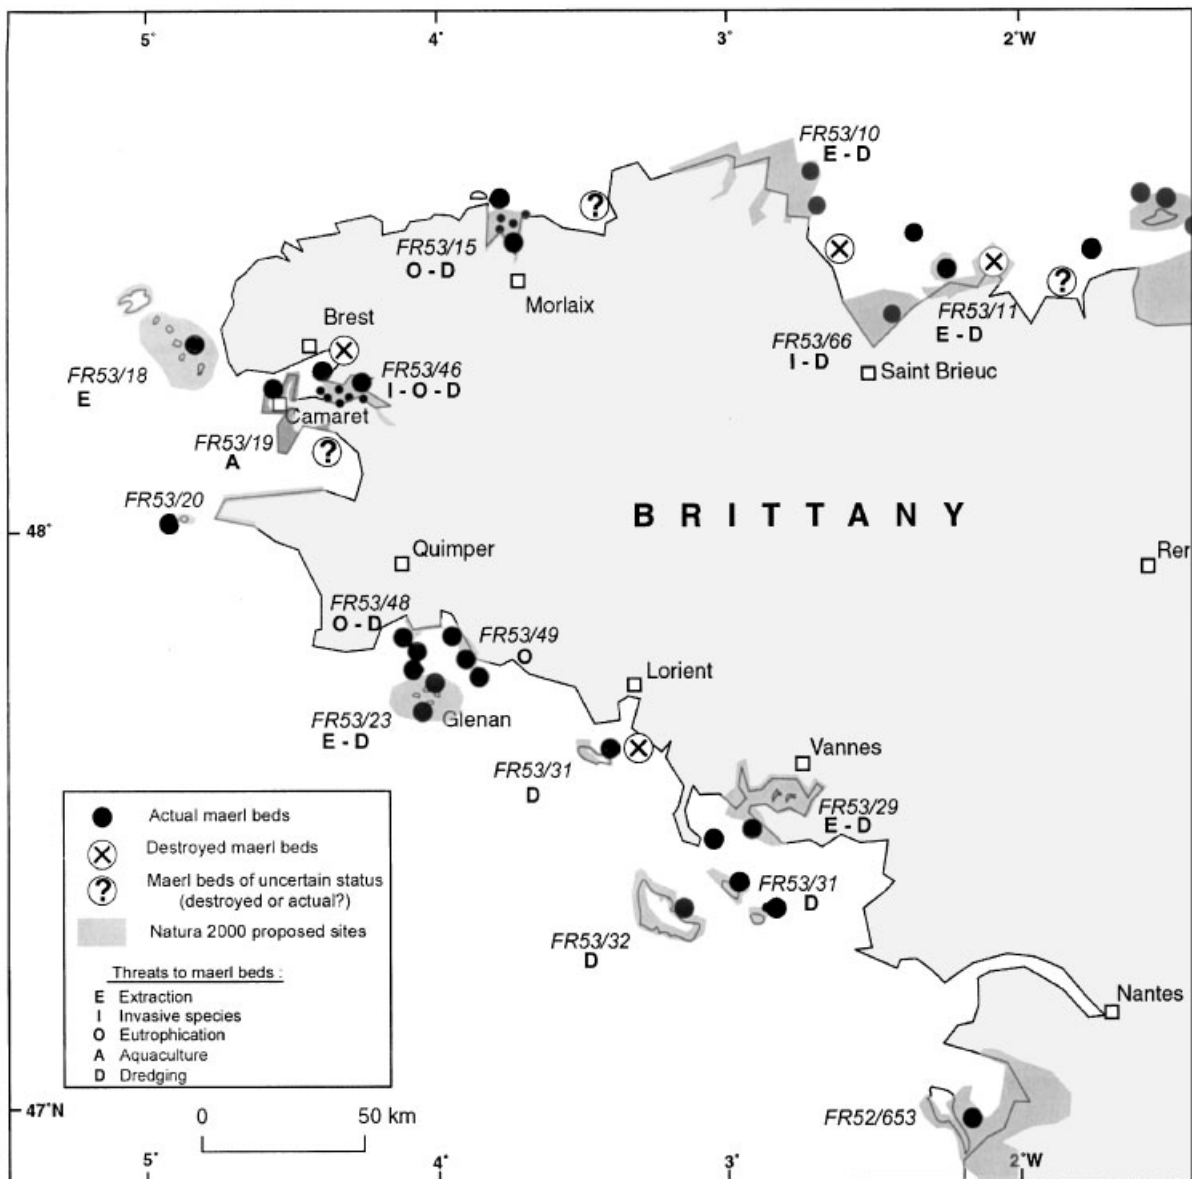 5°
4°
3°
2°W
FR53/10
E - D
?
FR53/15
O - D
Morlaix
?
FR53/11
E - D
Brest
FR53/66
I - D
FR53/18
E
FR53/46
I - O - D
Saint Brieuc
Camaret
FR53/19
A
?
FR53/20
BRITTANY
48°
Quimper
Rer
FR53/48
O - D
FR53/49
O
Lorient
Glenan
FR53/23
E - D
Vannes
FR53/31
D
FR53/29
E - D
Actual maerl beds
Destroyed maerl beds
? Maerl beds of uncertain status
(destroyed or actual?)
Natura 2000 proposed sites
Threats to maerl beds :
E Extraction
I Invasive species
O Eutrophication
A Aquaculture
D Dredging
FR53/31
D
FR53/32
D
Nantes
47°N
0 50 km
FR52/653
5°
4°
3°
2°W